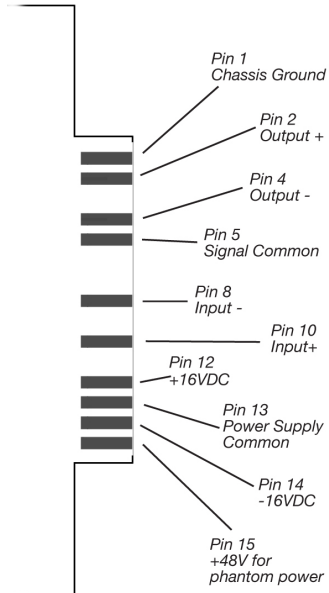 Pin 1
Chassis Ground
Pin 2
Output +
Pin 4
Output -
Pin 5
Signal Common
Pin 8
Input -
Pin 10
Input+
Pin 12
+16VDC
Pin 13
Power Supply
Common
Pin 14
-16VDC
Pin 15
+48V for
phantom power